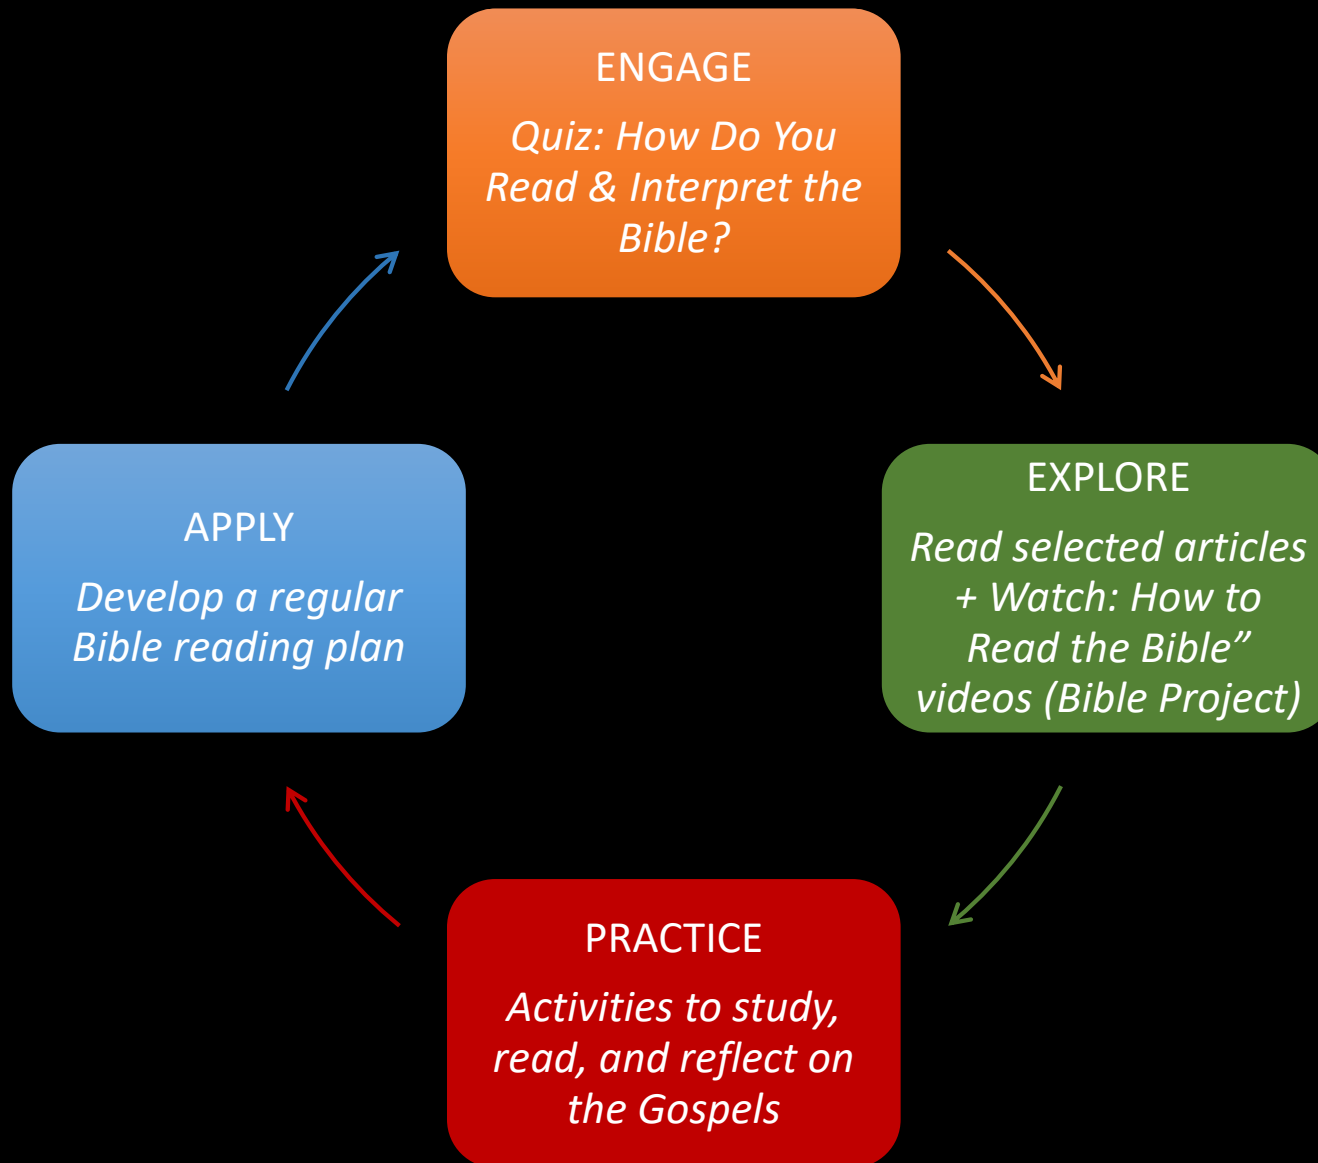 ENGAGE
Quiz: How Do You
Read & Interpret the
Bible?
EXPLORE
Read selected articles
+ Watch: How to
Read the Bible”
videos (Bible Project)
PRACTICE
Activities to study,
read, and reflect on
the Gospels
APPLY
Develop a regular
Bible reading plan